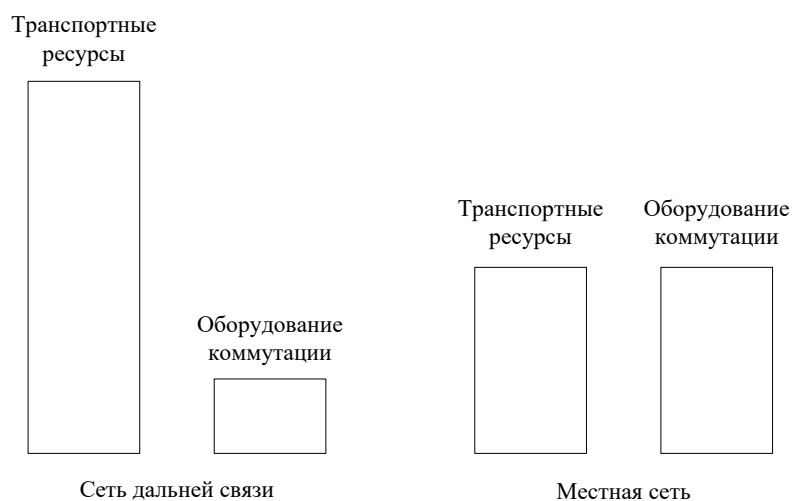 Транспортные
ресурсы
Оборудование
коммутации
Сеть дальней связи
Транспортные
ресурсы
Оборудование
коммутации
Местная сеть